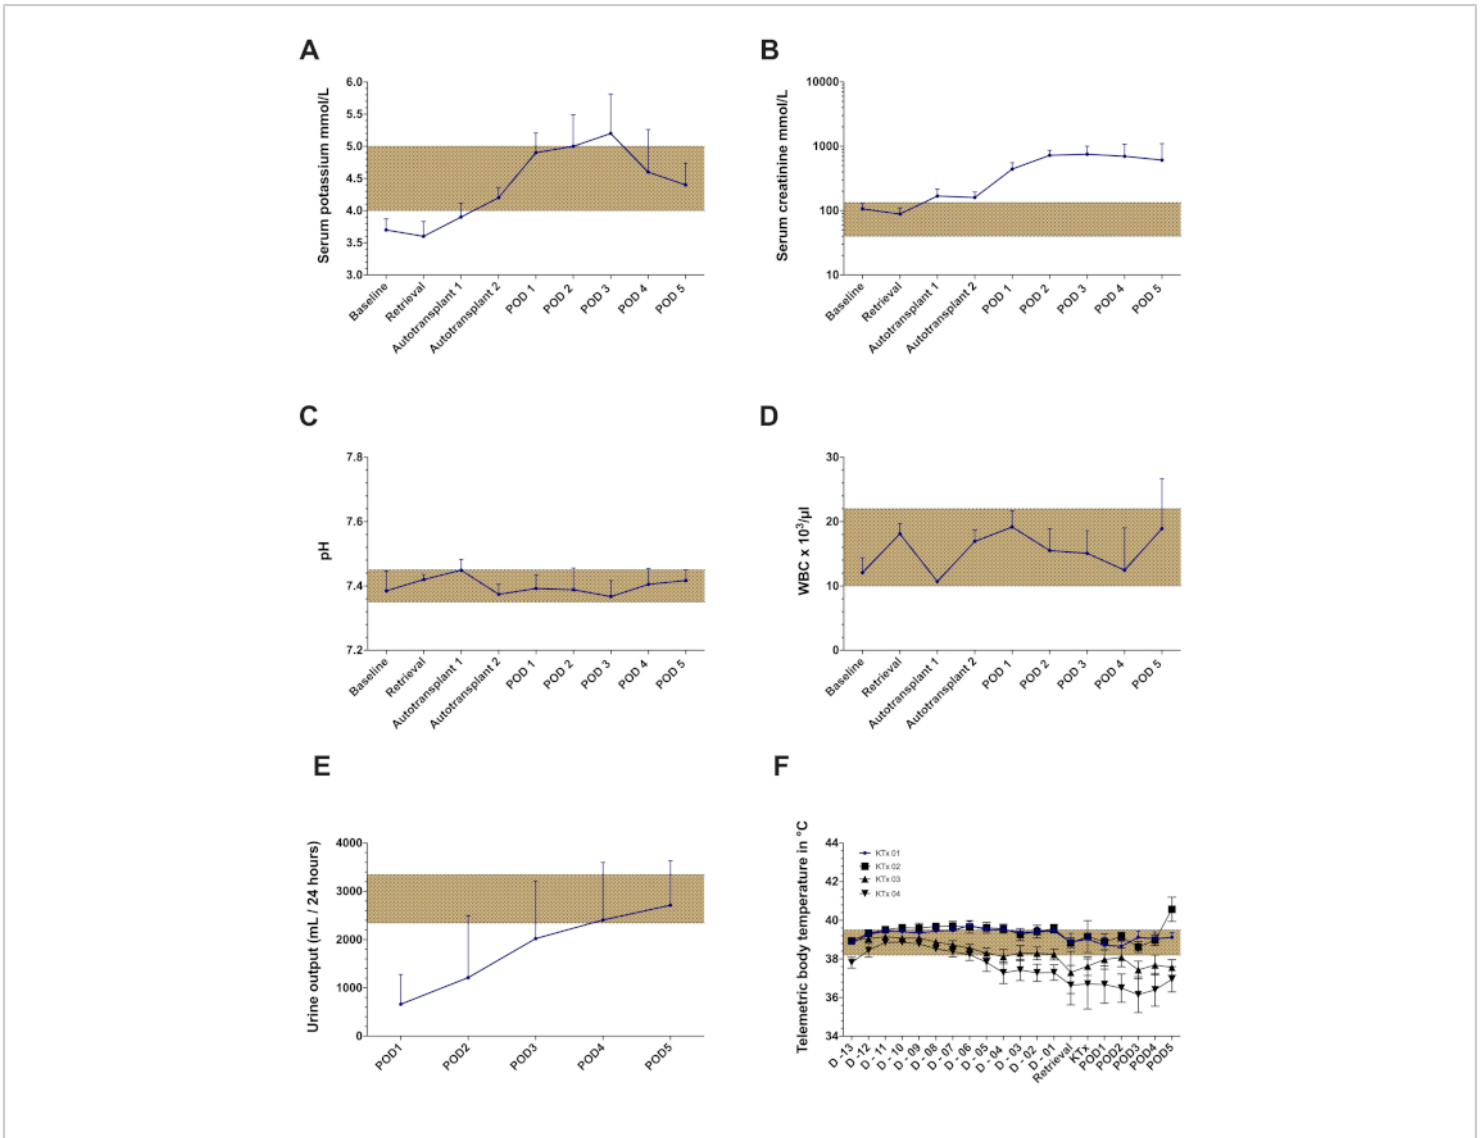 A
Serum potassium mmol/L
6.0
5.5
5.0
4.5
4.0
3.5
3.0
Baseline
Retrieval
Autotransplant 1
Autotransplant 2
POD 1
POD 2
POD 3
POD 4
POD 5
B
Serum creatinine mmol/L
10000
1000
100
10
Baseline
Retrieval
Autotransplant 1
Autotransplant 2
POD 1
POD 2
POD 3
POD 4
POD 5
C
pH
7.8
7.6
7.4
7.2
Baseline
Retrieval
Autotransplant 1
Autotransplant 2
POD 1
POD 2
POD 3
POD 4
POD 5
D
WBC x 10³/µl
30
20
10
0
Baseline
Retrieval
Autotransplant 1
Autotransplant 2
POD 1
POD 2
POD 3
POD 4
POD 5
E
Urine output (mL / 24 hours)
4000
3000
2000
1000
0
POD1
POD2
POD3
POD4
POD5
F
Telemetric body temperature in °C
44
42
40
38
36
34
KTx 01
KTx 02
KTx 03
KTx 04
D -13
D -12
D - 11
D - 10
D - 09
D - 08
D - 07
D - 06
D - 05
D - 04
D - 03
D - 02
D - 01
Retrieval
KTx
POD1
POD2
POD3
POD4
POD5